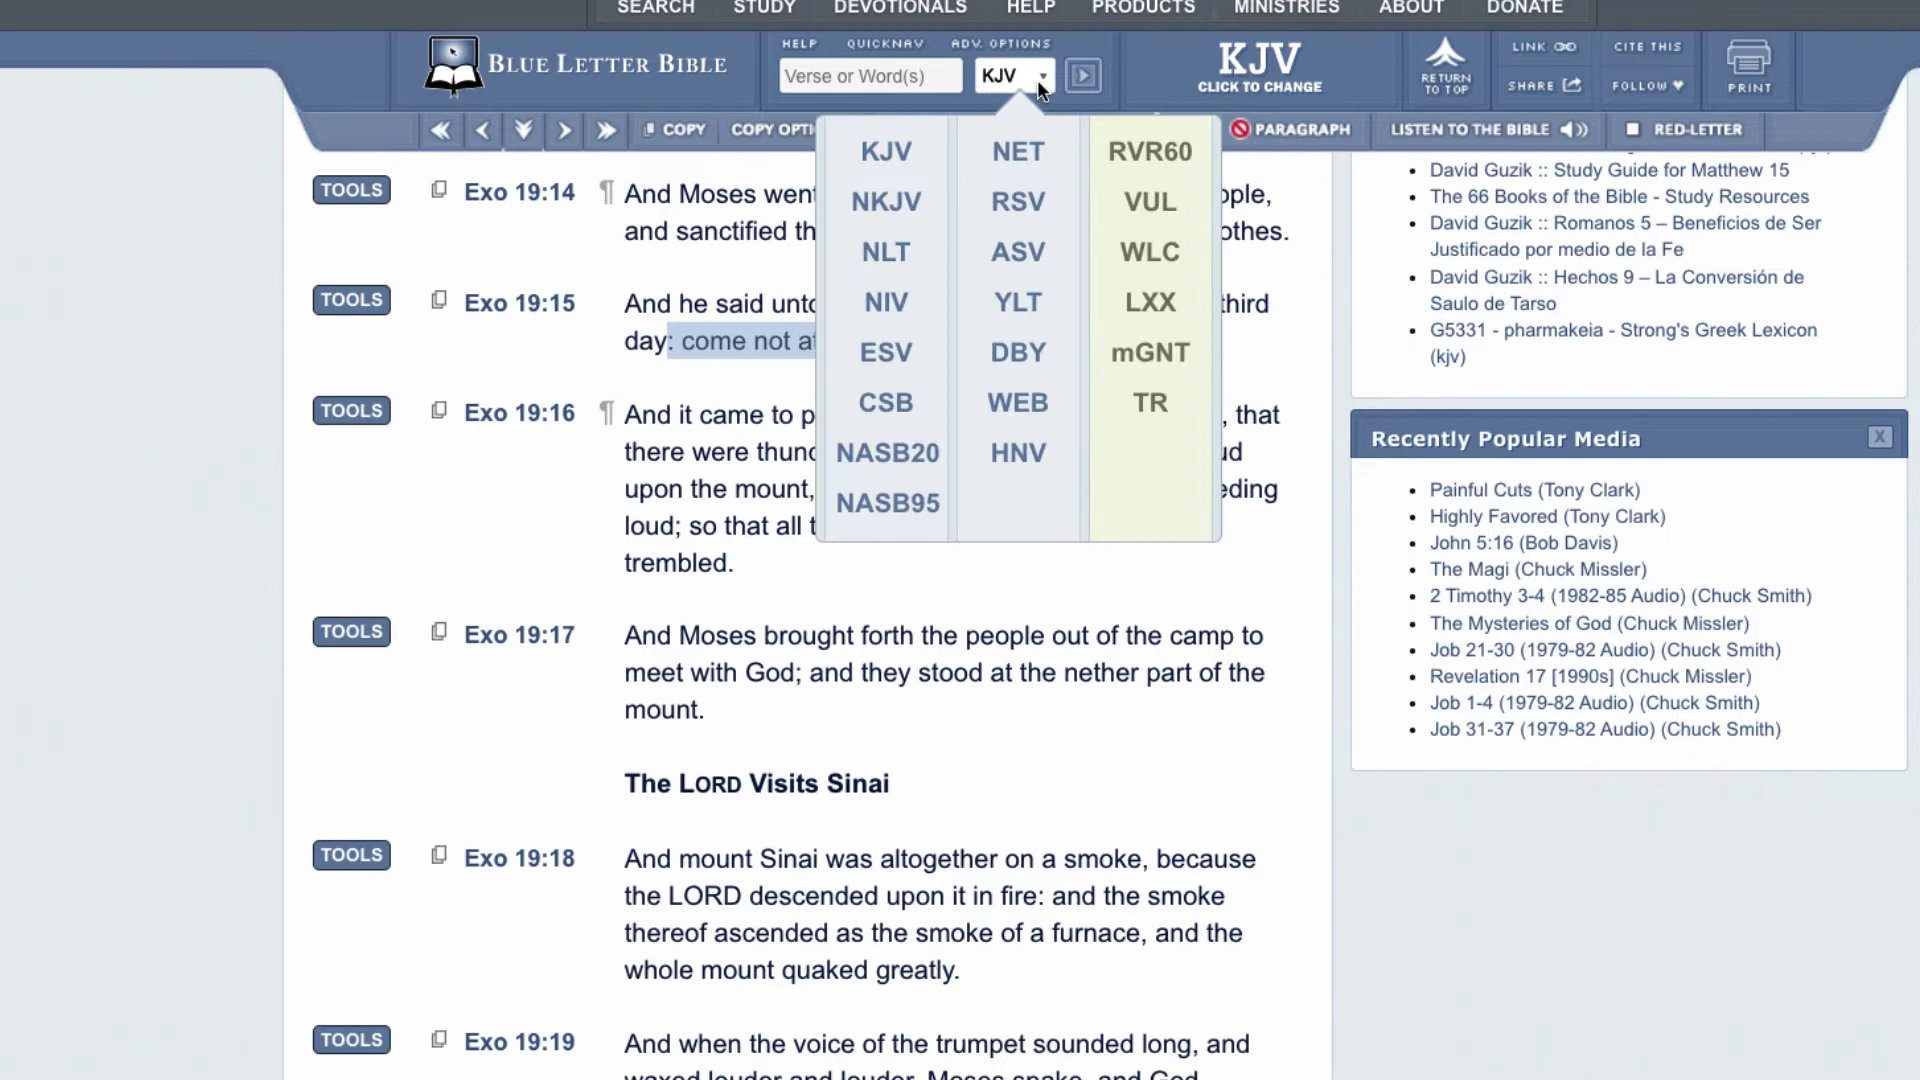 SEARCH STUDY DEVOTIONALS HELP PRODUCTS MINISTRIES ABOUT DONATE
BLUE LETTER BIBLE
HELP QUICKNAV ADV. OPTIONS
Verse or Word(s) KJV
KJV
CLICK TO CHANGE
RETURN
TO TOP
LINK CITE THIS
SHARE FOLLOW
PRINT
COPY COPY OPTI PARAGRAPH LISTEN TO THE BIBLE RED-LETTER
KJV NET RVR60
NKJV RSV VUL
NLT ASV WLC
NIV YLT LXX
ESV DBY mGNT
CSB WEB TR
NASB20 HNV
NASB95
TOOLS Exo 19:14 ¶ And Moses went ople,
and sanctified th othes.
TOOLS Exo 19:15 And he said unto third
day: come not at
TOOLS Exo 19:16 ¶ And it came to p , that
there were thund ud
upon the mount, eding
loud; so that all t
trembled.
TOOLS Exo 19:17 And Moses brought forth the people out of the camp to
meet with God; and they stood at the nether part of the
mount.
The LORD Visits Sinai
TOOLS Exo 19:18 And mount Sinai was altogether on a smoke, because
the LORD descended upon it in fire: and the smoke
thereof ascended as the smoke of a furnace, and the
whole mount quaked greatly.
TOOLS Exo 19:19 And when the voice of the trumpet sounded long, and
waxed louder and louder, Moses spake, and God
David Guzik :: Study Guide for Matthew 15
The 66 Books of the Bible - Study Resources
David Guzik :: Romanos 5 – Beneficios de Ser
Justificado por medio de la Fe
David Guzik :: Hechos 9 – La Conversión de
Saulo de Tarso
G5331 - pharmakeia - Strong's Greek Lexicon
(kjv)
Recently Popular Media X
Painful Cuts (Tony Clark)
Highly Favored (Tony Clark)
John 5:16 (Bob Davis)
The Magi (Chuck Missler)
2 Timothy 3-4 (1982-85 Audio) (Chuck Smith)
The Mysteries of God (Chuck Missler)
Job 21-30 (1979-82 Audio) (Chuck Smith)
Revelation 17 [1990s] (Chuck Missler)
Job 1-4 (1979-82 Audio) (Chuck Smith)
Job 31-37 (1979-82 Audio) (Chuck Smith)